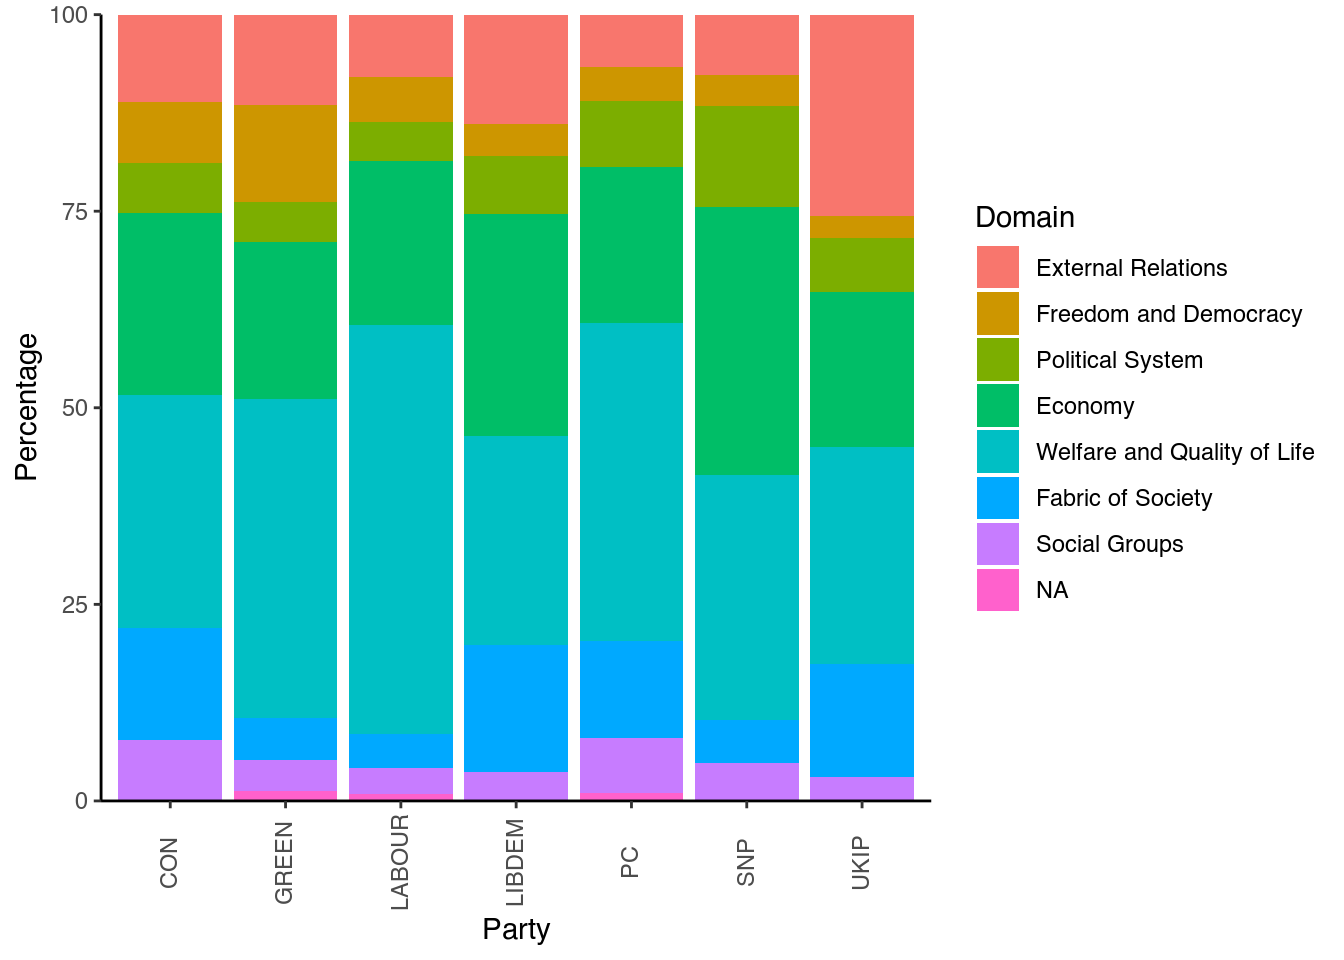 100
75
50
25
0
Percentage
CON
GREEN
LABOUR
LIBDEM
PC
SNP
UKIP
Party
Domain
External Relations
Freedom and Democracy
Political System
Economy
Welfare and Quality of Life
Fabric of Society
Social Groups
NA